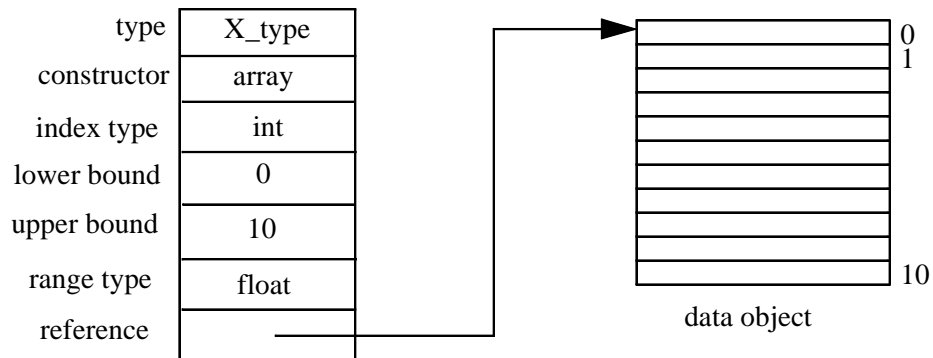 type X_type
constructor array
index type int
lower bound 0
upper bound 10
range type float
reference
0
1
10
data object